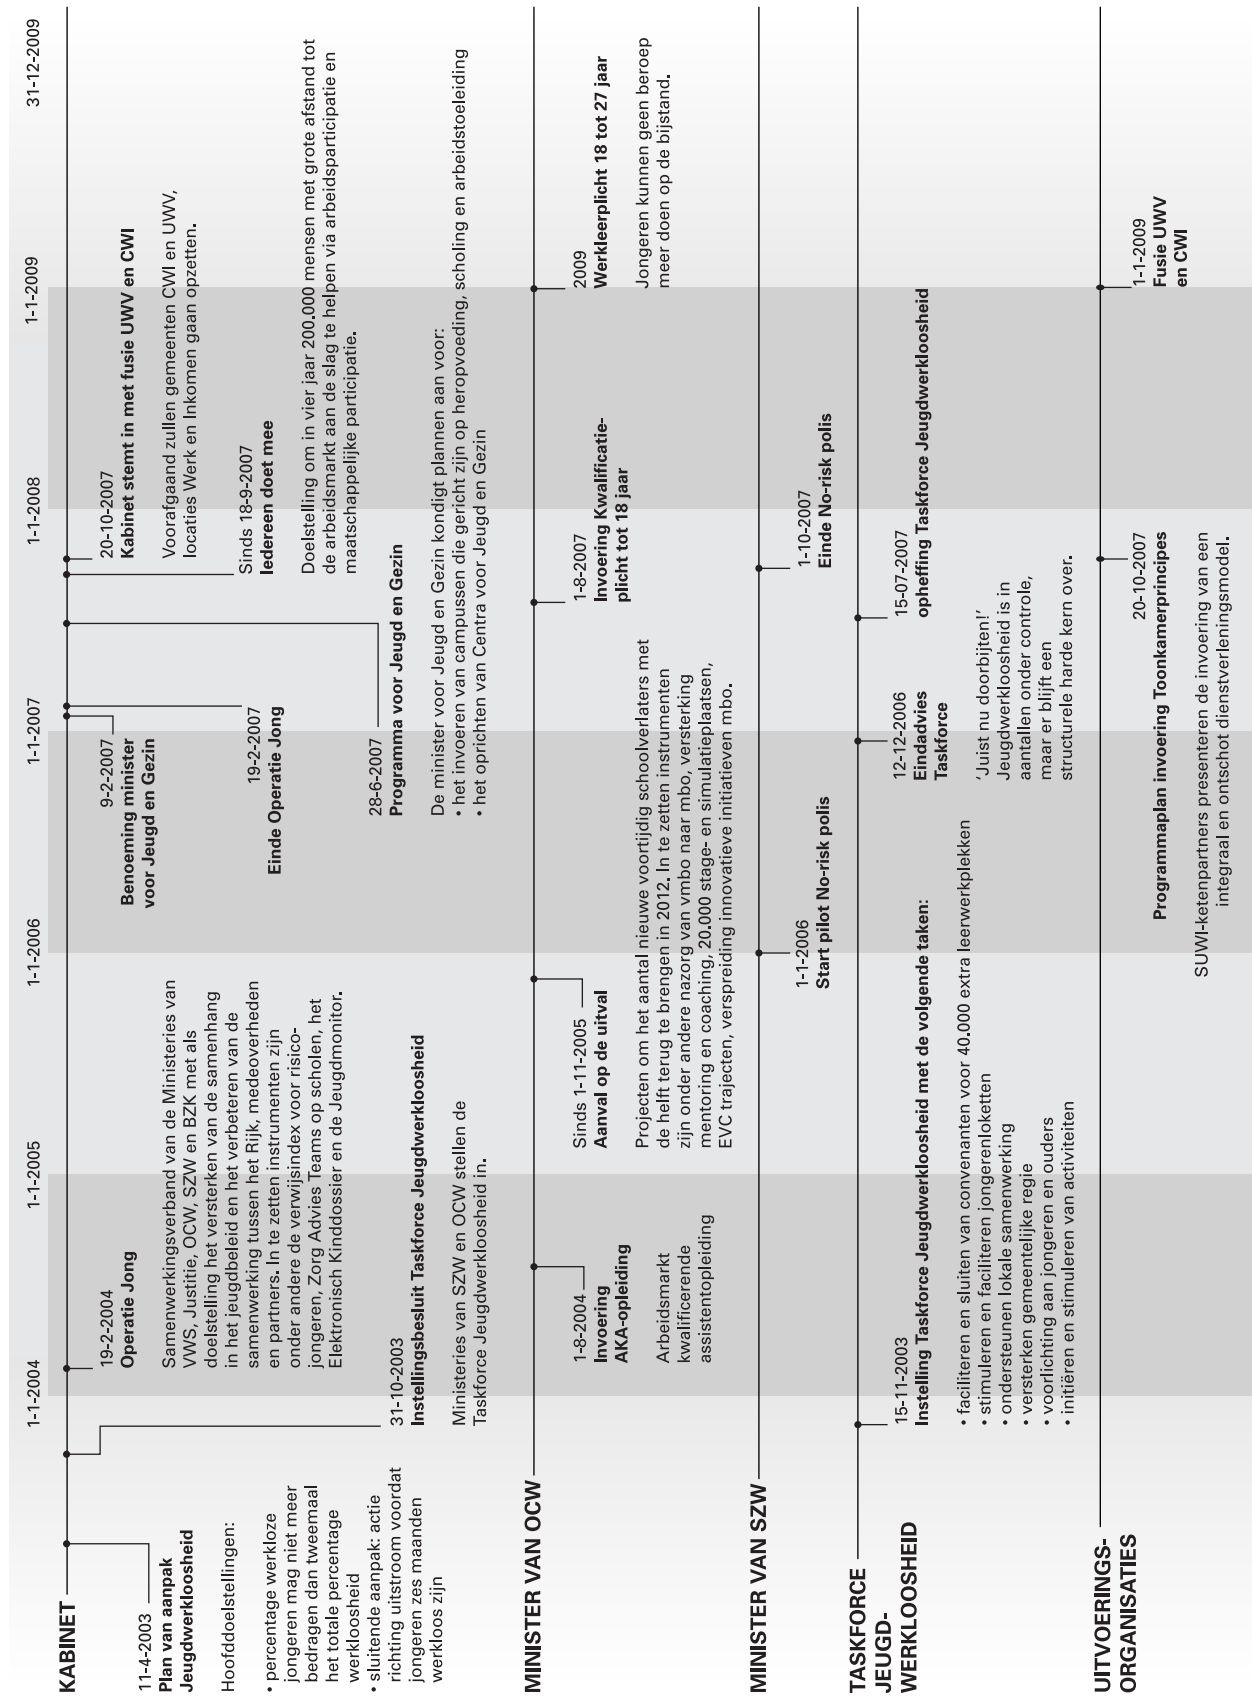 1-1-2004
1-1-2005
1-1-2006
1-1-2007
1-1-2008
1-1-2009
31-12-2009
KABINET
11-4-2003
Plan van aanpak
Jeugdwerkloosheid
Hoofddoelstellingen:
• percentage werkloze
jongeren mag niet meer
bedragen dan tweemaal
het totale percentage
werkloosheid
• sluitende aanpak: actie
richting uitstroom voordat
jongeren zes maanden
werkloos zijn
31-10-2003
Instellingsbesluit Taskforce Jeugdwerkloosheid
Ministeries van SZW en OCW stellen de
Taskforce Jeugdwerkloosheid in.
19-2-2004
Operatie Jong
Samenwerkingsverband van de Ministeries van
VWS, Justitie, OCW, SZW en BZK met als
doelstelling het versterken van de samenhang
in het jeugdbeleid en het verbeteren van de
samenwerking tussen het Rijk, medeoverheden
en partners. In te zetten instrumenten zijn
onder andere de verwijsindex voor risico-
jongeren, Zorg Advies Teams op scholen, het
Elektronisch Kinddossier en de Jeugdmonitor.
9-2-2007
Benoeming minister
voor Jeugd en Gezin
19-2-2007
Einde Operatie Jong
28-6-2007
Programma voor Jeugd en Gezin
De minister voor Jeugd en Gezin kondigt plannen aan voor:
• het invoeren van campussen die gericht zijn op heropvoeding, scholing en arbeidstoeleiding
• het oprichten van Centra voor Jeugd en Gezin
20-10-2007
Kabinet stemt in met fusie UWV en CWI
Voorafgaand zullen gemeenten CWI en UWV,
locaties Werk en Inkomen gaan opzetten.
Sinds 18-9-2007
Iedereen doet mee
Doelstelling om in vier jaar 200.000 mensen met grote afstand tot
de arbeidsmarkt aan de slag te helpen via arbeidsparticipatie en
maatschappelijke participatie.
MINISTER VAN OCW
1-8-2004
Invoering
AKA-opleiding
Arbeidsmarkt
kwalificerende
assistentopleiding
Sinds 1-11-2005
Aanval op de uitval
Projecten om het aantal nieuwe voortijdig schoolverlaters met
de helft terug te brengen in 2012. In te zetten instrumenten
zijn onder andere nazorg van vmbo naar mbo, versterking
mentoring en coaching, 20.000 stage- en simulatieplaatsen,
EVC trajecten, verspreiding innovatieve initiatieven mbo.
1-8-2007
Invoering Kwalificatie-
plicht tot 18 jaar
2009
Werkleerplicht 18 tot 27 jaar
Jongeren kunnen geen beroep
meer doen op de bijstand.
MINISTER VAN SZW
1-1-2006
Start pilot No-risk polis
1-10-2007
Einde No-risk polis
TASKFORCE
JEUGD-
WERKLOOSHEID
15-11-2003
Instelling Taskforce Jeugdwerkloosheid met de volgende taken:
• faciliteren en sluiten van convenanten voor 40.000 extra leerwerkplekken
• stimuleren en faciliteren jongerenloketten
• ondersteunen lokale samenwerking
• versterken gemeentelijke regie
• voorlichting aan jongeren en ouders
• initiëren en stimuleren van activiteiten
12-12-2006
Eindadvies
Taskforce
'Juist nu doorbijten!'
Jeugdwerkloosheid is in
aantallen onder controle,
maar er blijft een
structurele harde kern over.
15-07-2007
opheffing Taskforce Jeugdwerkloosheid
UITVOERINGS-
ORGANISATIES
20-10-2007
Programmaplan invoering Toonkamerprincipes
SUWI-ketenpartners presenteren de invoering van een
integraal en ontschot dienstverleningsmodel.
1-1-2009
Fusie UWV
en CWI